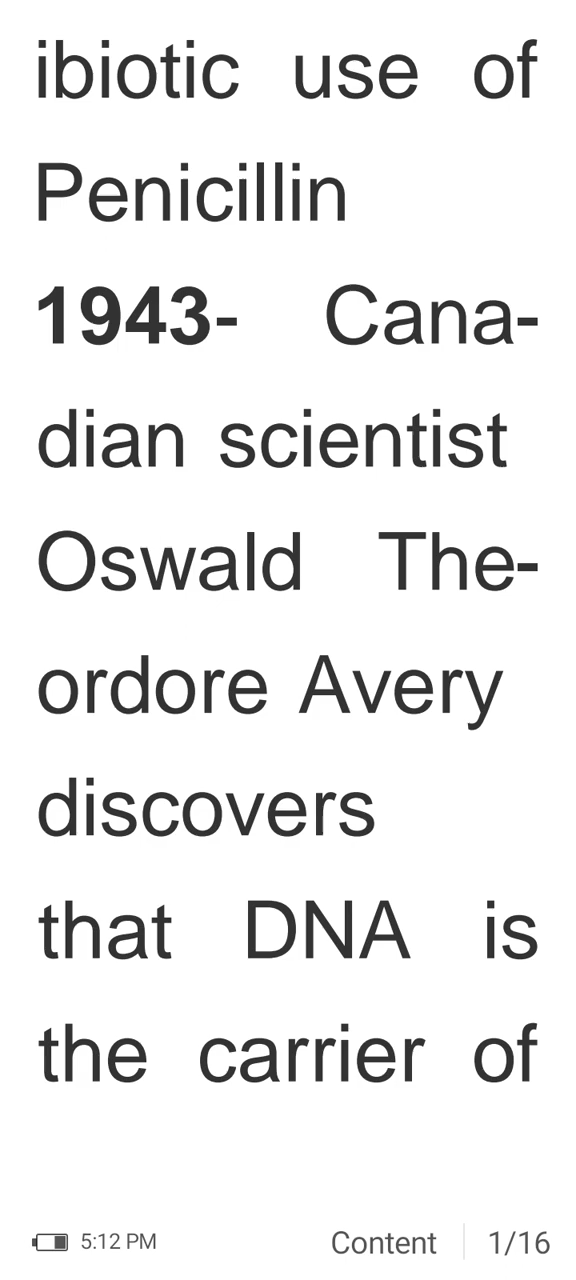 ibiotic use of
Penicillin
1943- Cana-
dian scientist
Oswald The-
ordore Avery
discovers
that DNA is
the carrier of
5:12 PM Content 1/16